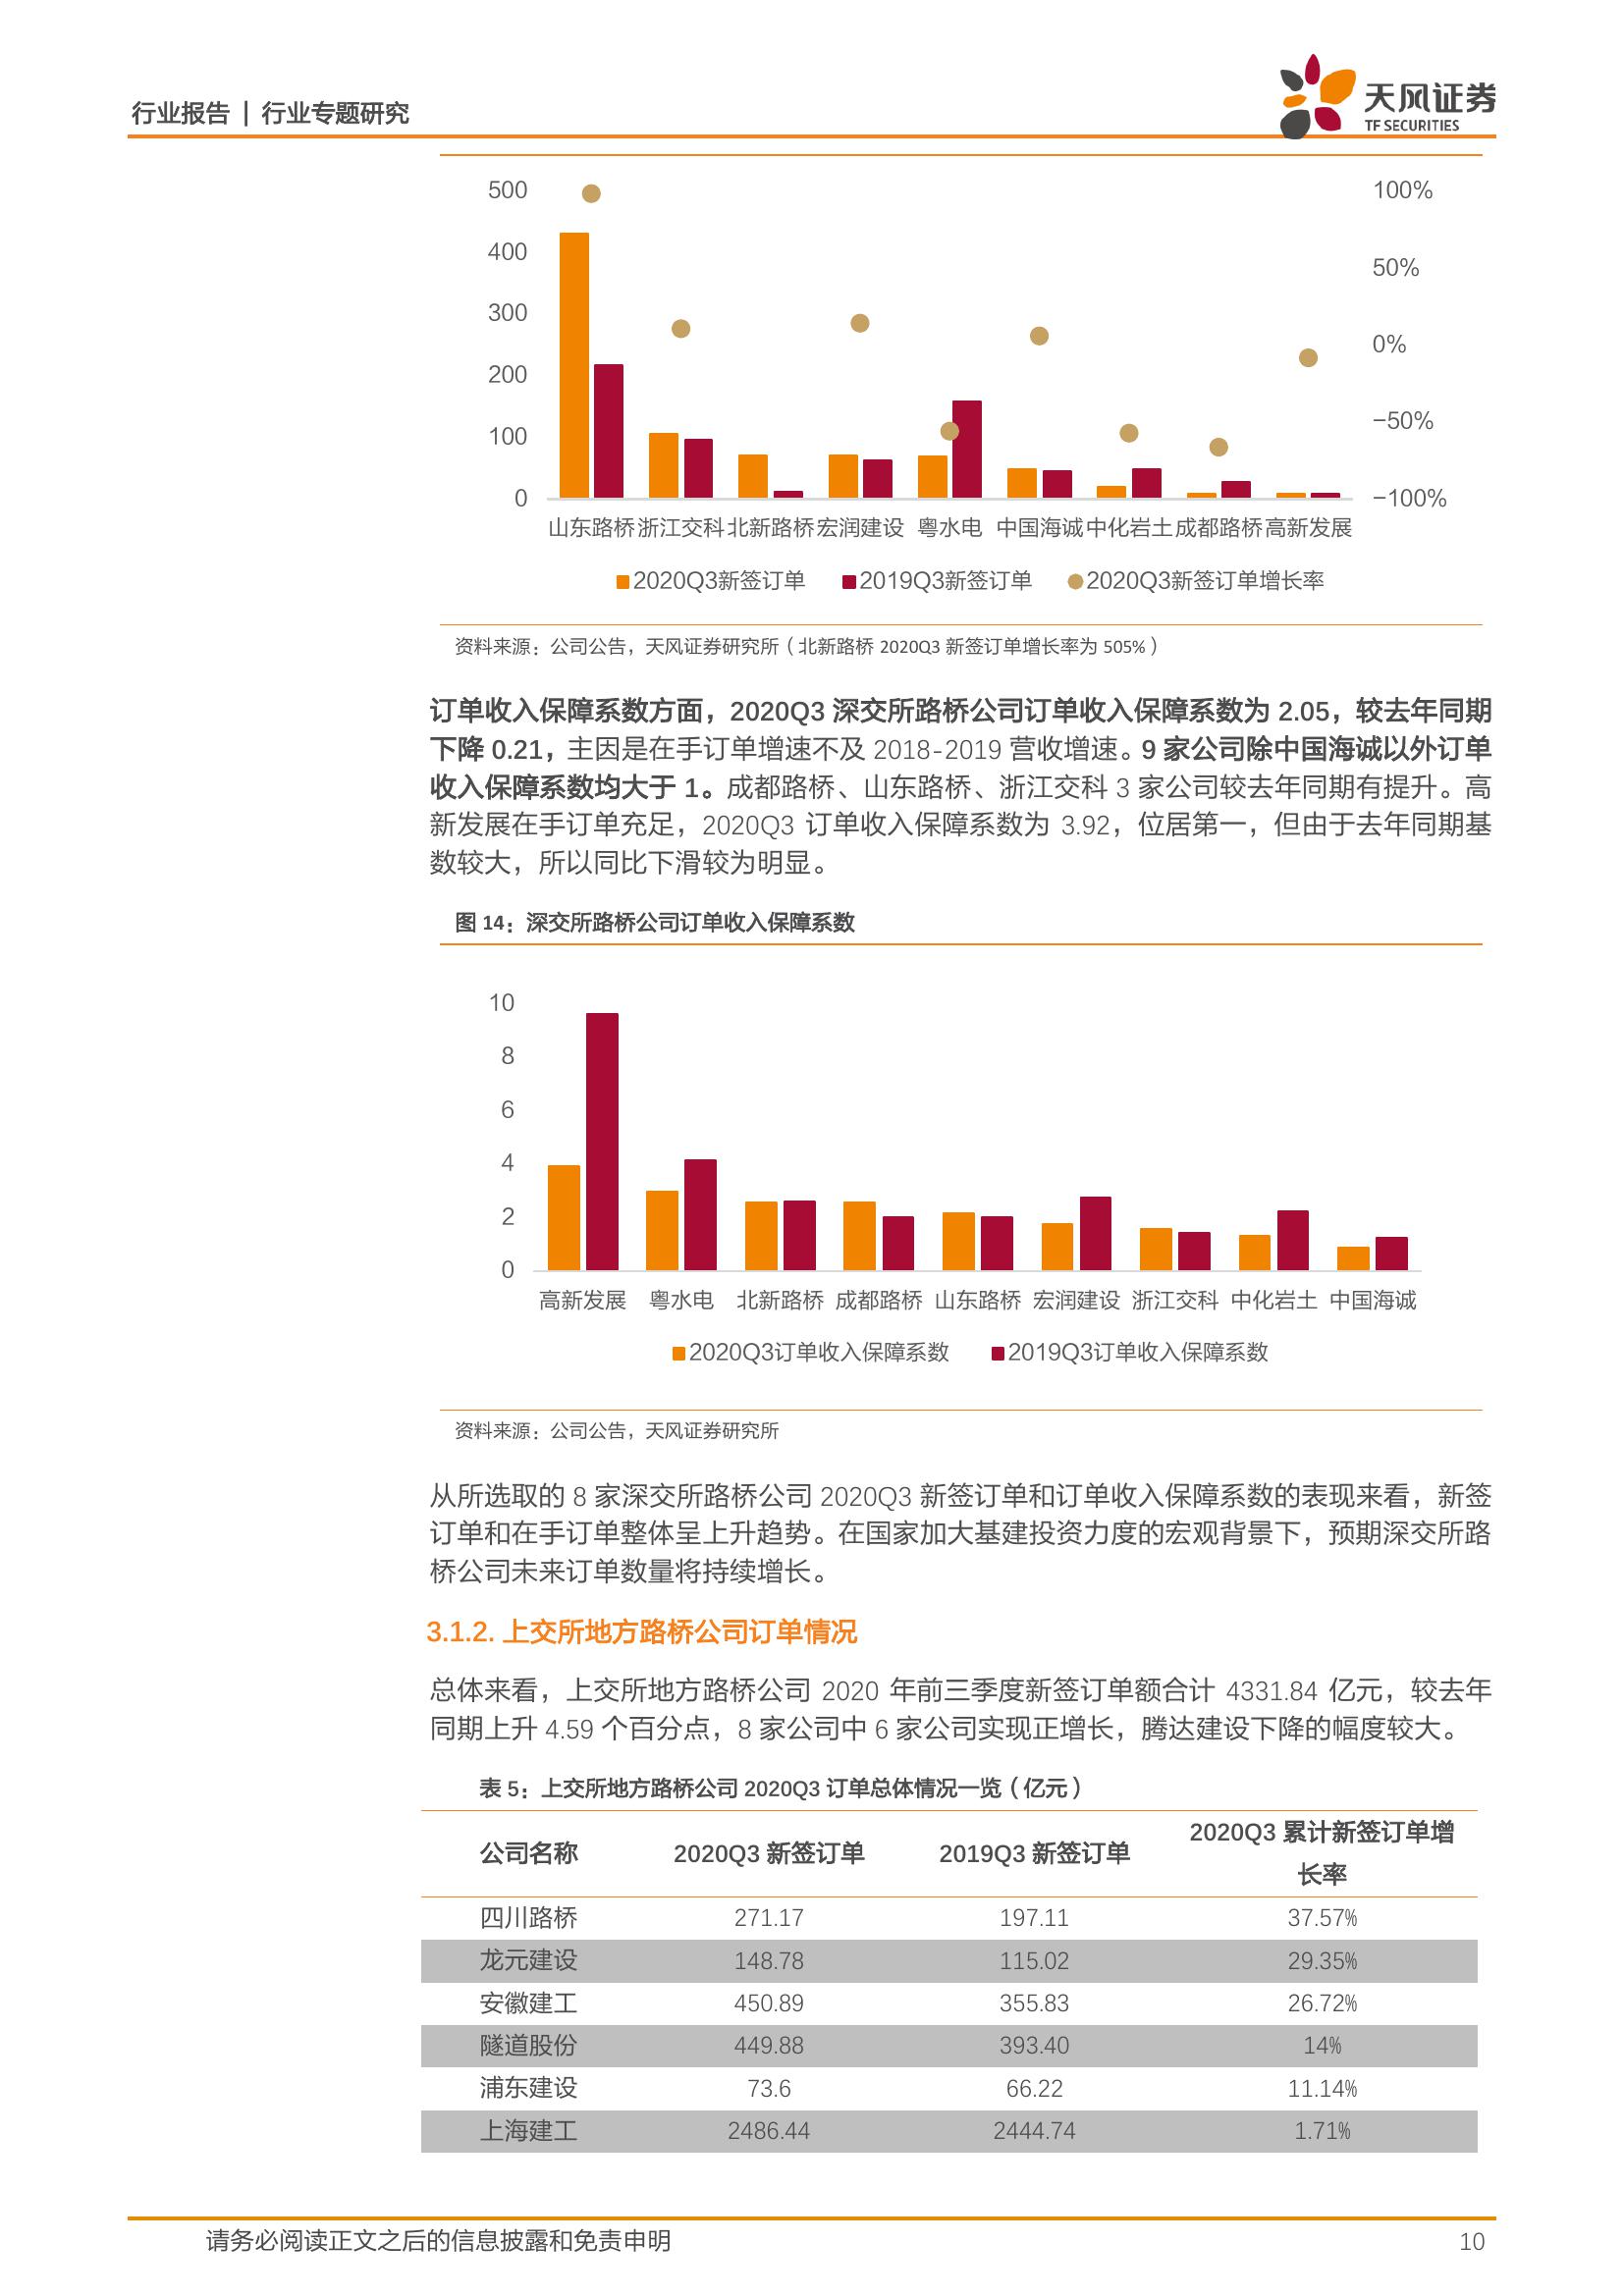 行业报告 | 行业专题研究
天风证券
TF SECURITIES
500
400
300
200
100
0
100%
50%
0%
-50%
-100%
山东路桥 浙江交科 北新路桥 宏润建设 粤水电 中国海诚 中化岩土 成都路桥 高新发展
2020Q3新签订单 2019Q3新签订单 2020Q3新签订单增长率
资料来源：公司公告，天风证券研究所（北新路桥 2020Q3 新签订单增长率为 505%）
订单收入保障系数方面，2020Q3 深交所路桥公司订单收入保障系数为 2.05，较去年同期
下降 0.21，主因是在手订单增速不及 2018-2019 营收增速。9 家公司除中国海诚以外订单
收入保障系数均大于 1。成都路桥、山东路桥、浙江交科 3 家公司较去年同期有提升。高
新发展在手订单充足，2020Q3 订单收入保障系数为 3.92，位居第一，但由于去年同期基
数较大，所以同比下滑较为明显。
图 14：深交所路桥公司订单收入保障系数
10
8
6
4
2
0
高新发展 粤水电 北新路桥 成都路桥 山东路桥 宏润建设 浙江交科 中化岩土 中国海诚
2020Q3订单收入保障系数 2019Q3订单收入保障系数
资料来源：公司公告，天风证券研究所
从所选取的 8 家深交所路桥公司 2020Q3 新签订单和订单收入保障系数的表现来看，新签
订单和在手订单整体呈上升趋势。在国家加大基建投资力度的宏观背景下，预期深交所路
桥公司未来订单数量将持续增长。
3.1.2. 上交所地方路桥公司订单情况
总体来看，上交所地方路桥公司 2020 年前三季度新签订单额合计 4331.84 亿元，较去年
同期上升 4.59 个百分点，8 家公司中 6 家公司实现正增长，腾达建设下降的幅度较大。
表 5：上交所地方路桥公司 2020Q3 订单总体情况一览（亿元）
公司名称 2020Q3 新签订单 2019Q3 新签订单 2020Q3 累计新签订单增
长率
四川路桥 271.17 197.11 37.57%
龙元建设 148.78 115.02 29.35%
安徽建工 450.89 355.83 26.72%
隧道股份 449.88 393.40 14%
浦东建设 73.6 66.22 11.14%
上海建工 2486.44 2444.74 1.71%
请务必阅读正文之后的信息披露和免责申明 10